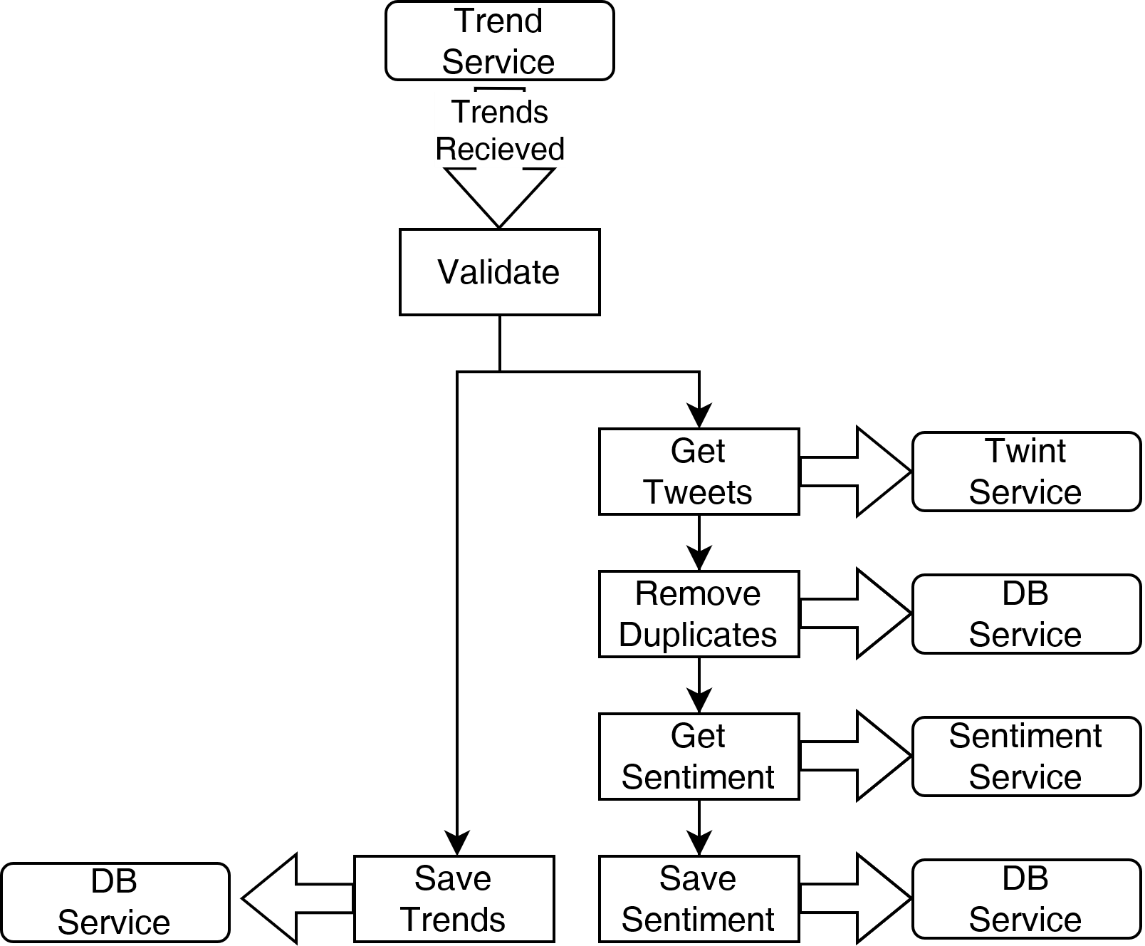 Trend
Service
Trends
Recieved
Validate
Get
Tweets
Twint
Service
Remove
Duplicates
DB
Service
Get
Sentiment
Sentiment
Service
DB
Service
Save
Trends
Save
Sentiment
DB
Service